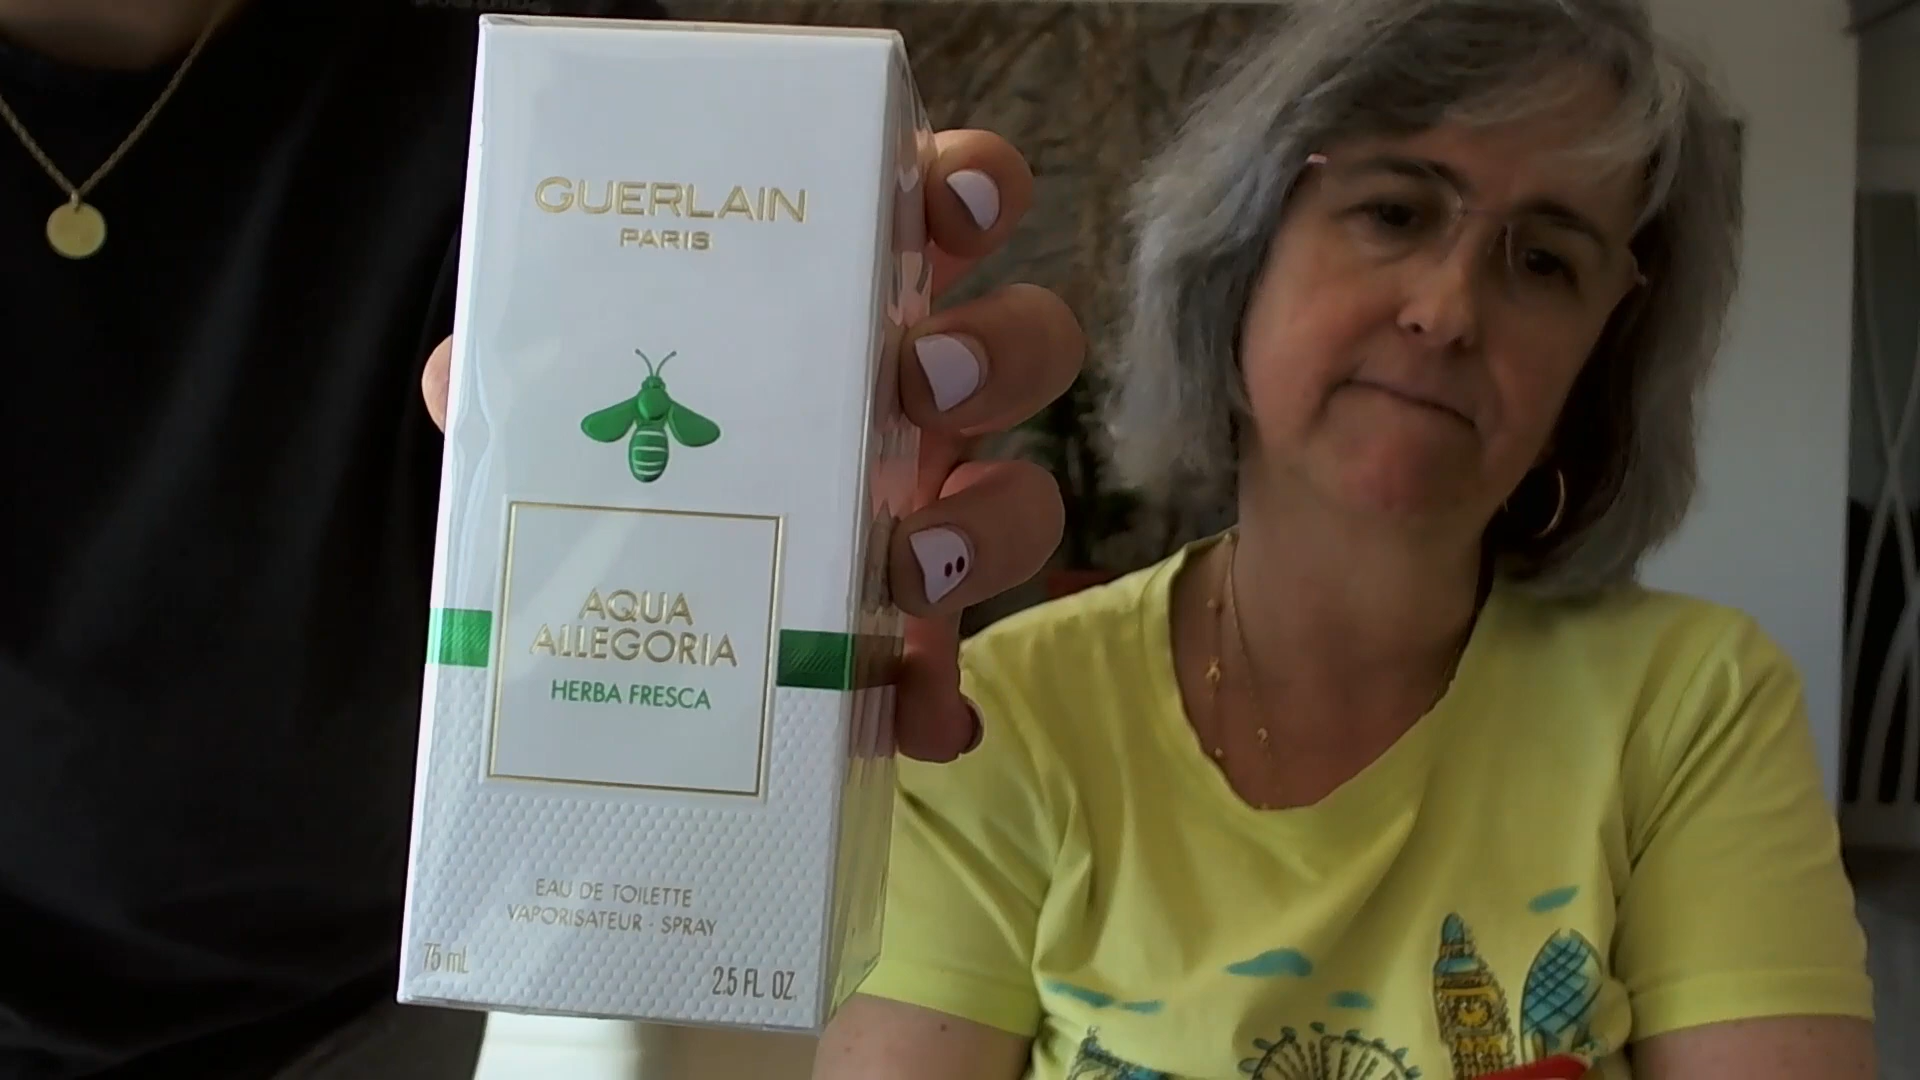 GUERLAIN
PARIS
AQUA
ALLEGORIA
HERBA FRESCA
EAU DE TOILETTE
VAPORISATEUR · SPRAY
75 mL
2.5 FL. OZ.